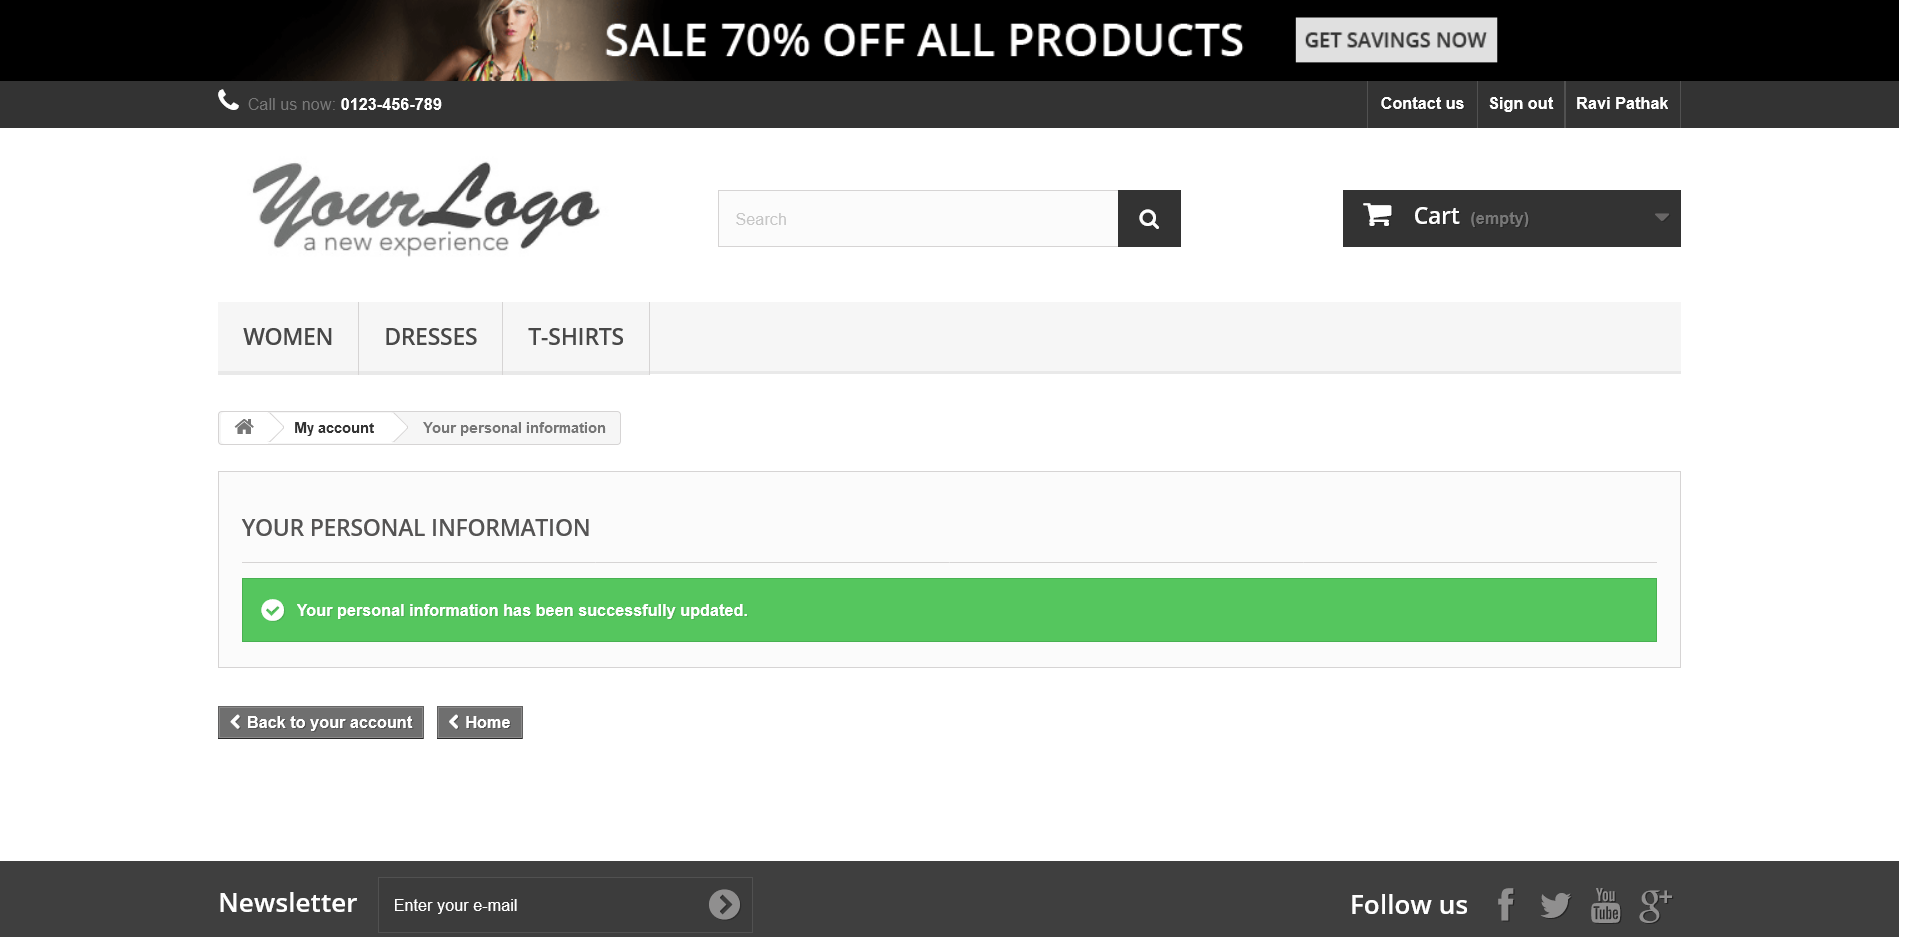 SALE 70% OFF ALL PRODUCTS
GET SAVINGS NOW
Call us now: 0123-456-789
Contact us
Sign out
Ravi Pathak
Your Logo
a new experience
Search
Cart (empty)
WOMEN
DRESSES
T-SHIRTS
My account
Your personal information
YOUR PERSONAL INFORMATION
Your personal information has been successfully updated.
Back to your account
Home
Newsletter
Enter your e-mail
Follow us
You
Tube
g+